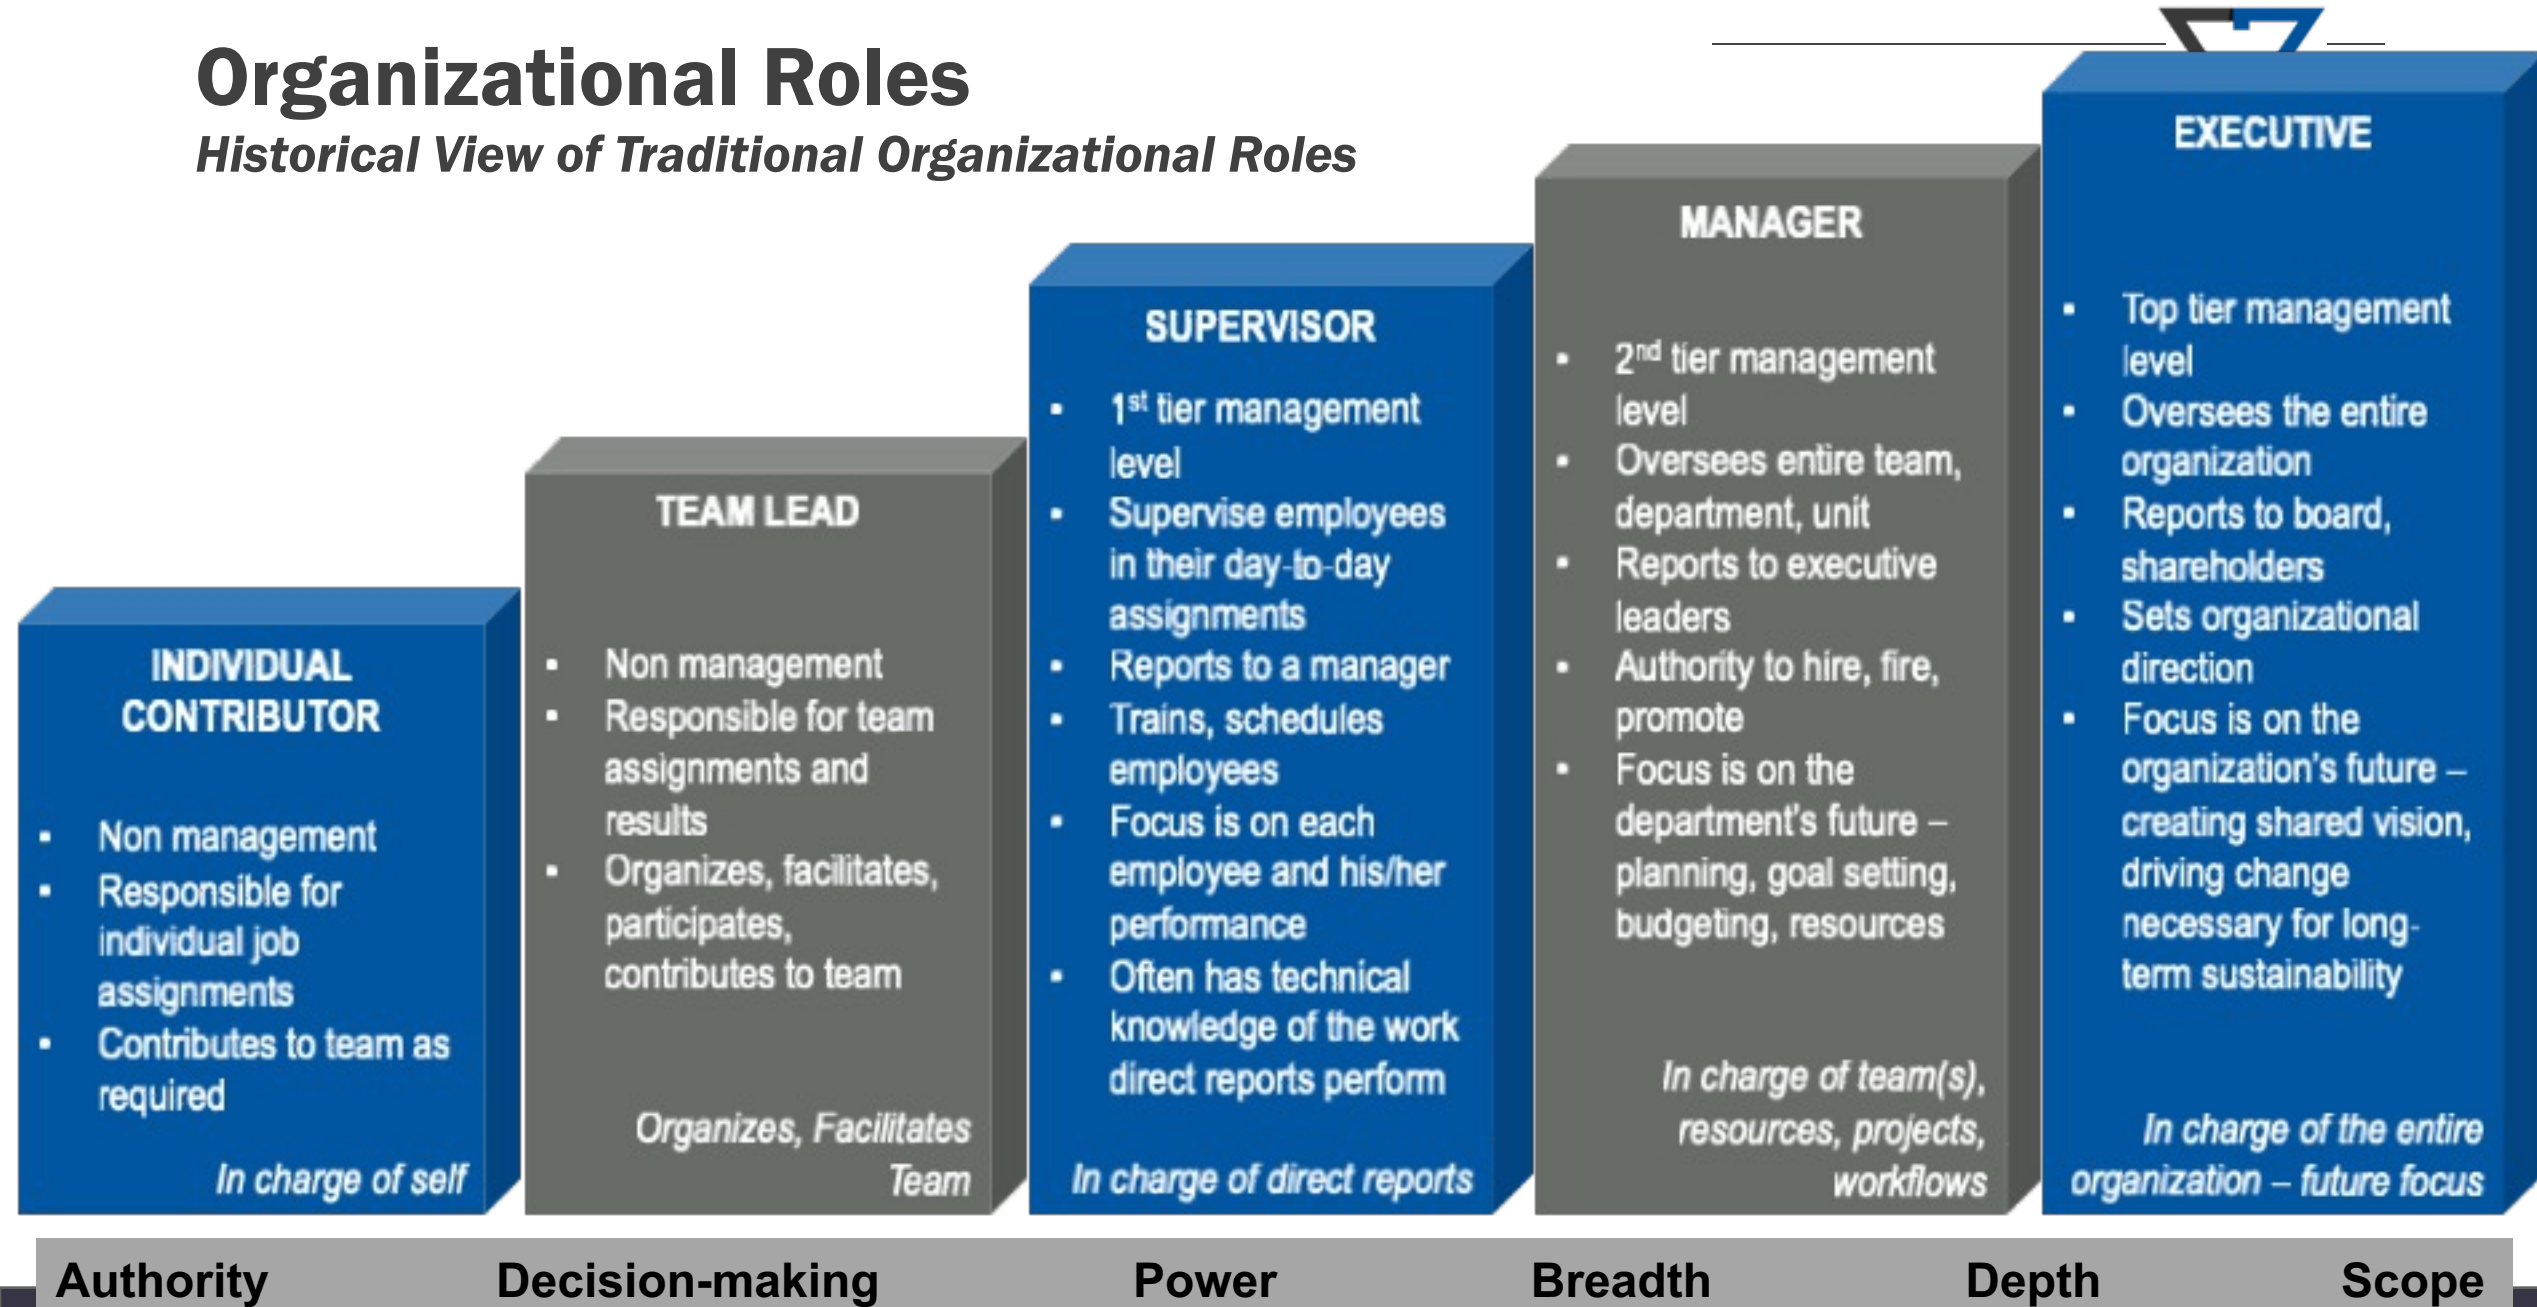 Organizational Roles
Historical View of Traditional Organizational Roles
INDIVIDUAL
CONTRIBUTOR
▪ Non management
▪ Responsible for
individual job
assignments
▪ Contributes to team as
required
In charge of self
TEAM LEAD
▪ Non management
▪ Responsible for team
assignments and
results
▪ Organizes, facilitates,
participates,
contributes to team
Organizes, Facilitates
Team
SUPERVISOR
▪ 1st tier management
level
▪ Supervise employees
in their day-to-day
assignments
▪ Reports to a manager
▪ Trains, schedules
employees
▪ Focus is on each
employee and his/her
performance
▪ Often has technical
knowledge of the work
direct reports perform
In charge of direct reports
MANAGER
▪ 2nd tier management
level
▪ Oversees entire team,
department, unit
▪ Reports to executive
leaders
▪ Authority to hire, fire,
promote
▪ Focus is on the
department's future –
planning, goal setting,
budgeting, resources
In charge of team(s),
resources, projects,
workflows
EXECUTIVE
▪ Top tier management
level
▪ Oversees the entire
organization
▪ Reports to board,
shareholders
▪ Sets organizational
direction
▪ Focus is on the
organization's future –
creating shared vision,
driving change
necessary for long-
term sustainability
In charge of the entire
organization – future focus
Authority Decision-making Power Breadth Depth Scope